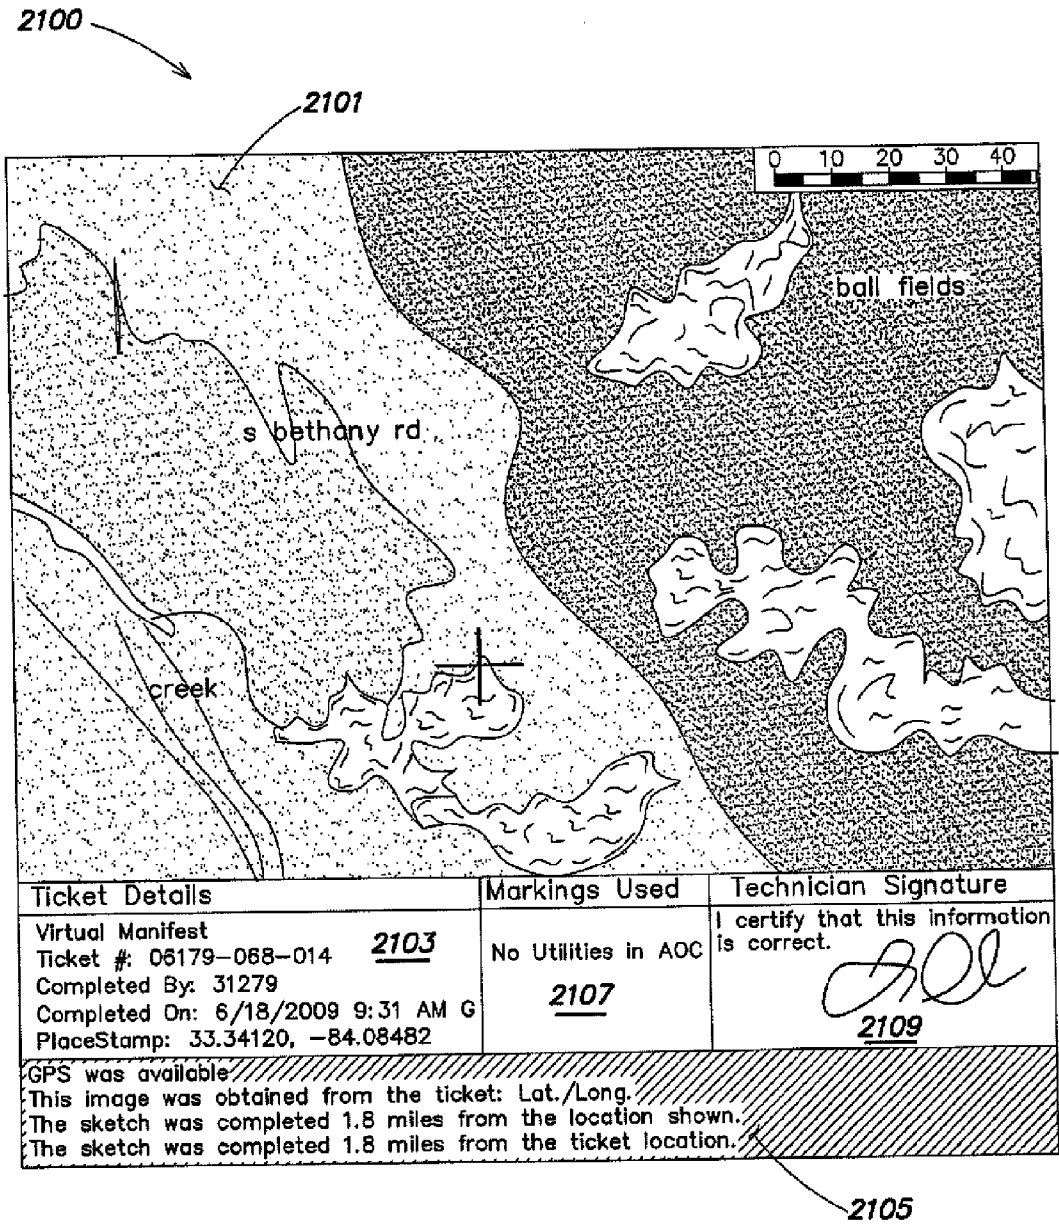 2100
2101
0 10 20 30 40
ball fields
s bethany rd
creek
Ticket Details
Virtual Manifest
Ticket #: 06179-068-014
2103
Completed By: 31279
Completed On: 6/18/2009 9:31 AM G
PlaceStamp: 33.34120, -84.08482
Markings Used
No Utilities in AOC
2107
Technician Signature
I certify that this information
is correct.
2109
GPS was available
This image was obtained from the ticket: Lat./Long.
The sketch was completed 1.8 miles from the location shown.
The sketch was completed 1.8 miles from the ticket location.
2105